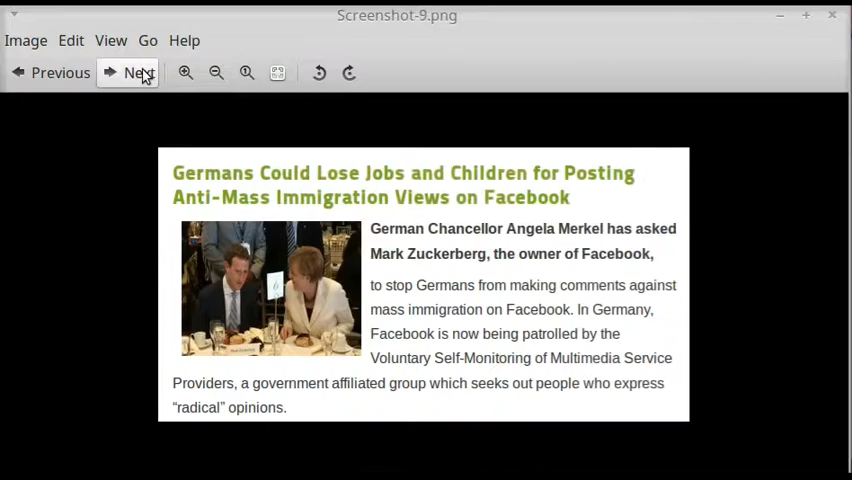 Screenshot-9.png
Image Edit View Go Help
Previous Next
Germans Could Lose Jobs and Children for Posting
Anti-Mass Immigration Views on Facebook
German Chancellor Angela Merkel has asked
Mark Zuckerberg, the owner of Facebook,
to stop Germans from making comments against
mass immigration on Facebook. In Germany,
Facebook is now being patrolled by the
Voluntary Self-Monitoring of Multimedia Service
Providers, a government affiliated group which seeks out people who express
“radical” opinions.